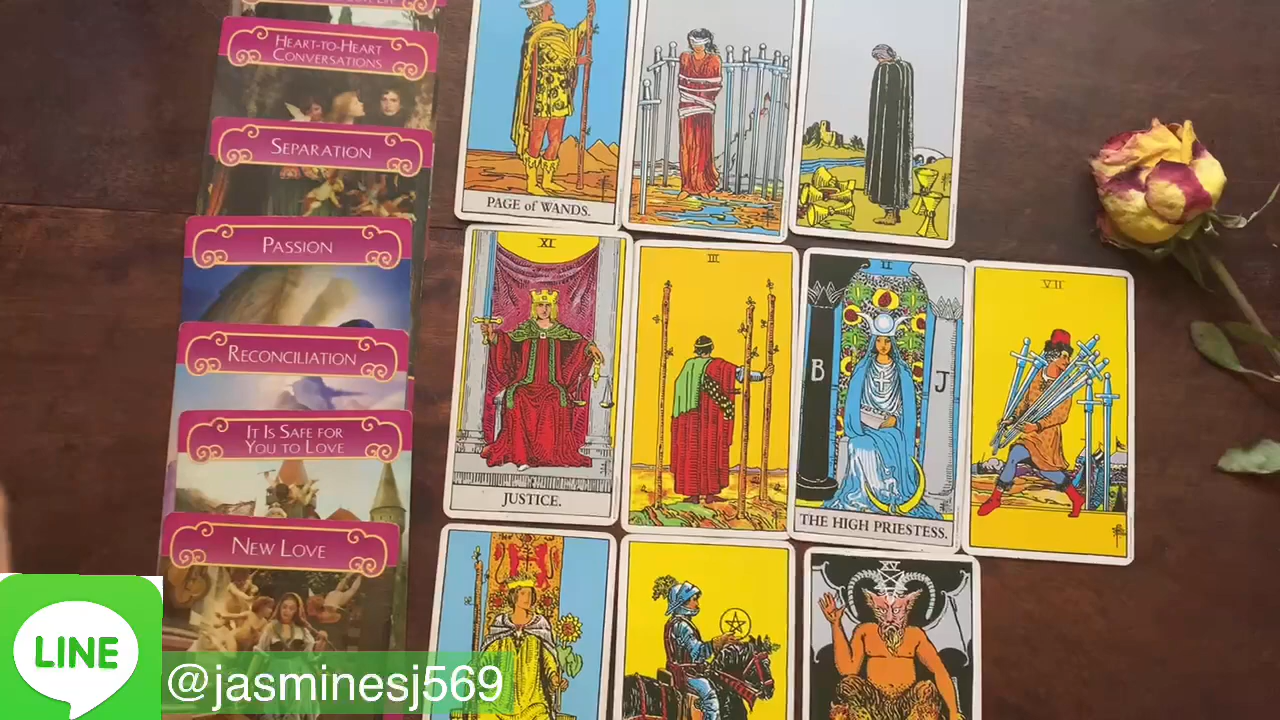 HEART-TO-HEART
CONVERSATIONS
SEPARATION
PASSION
RECONCILIATION
IT IS SAFE FOR
YOU TO LOVE
NEW LOVE
PAGE of WANDS.
XI
JUSTICE.
III
II
B
J
THE HIGH PRIESTESS.
VII
XV
LINE
@jasminesj569